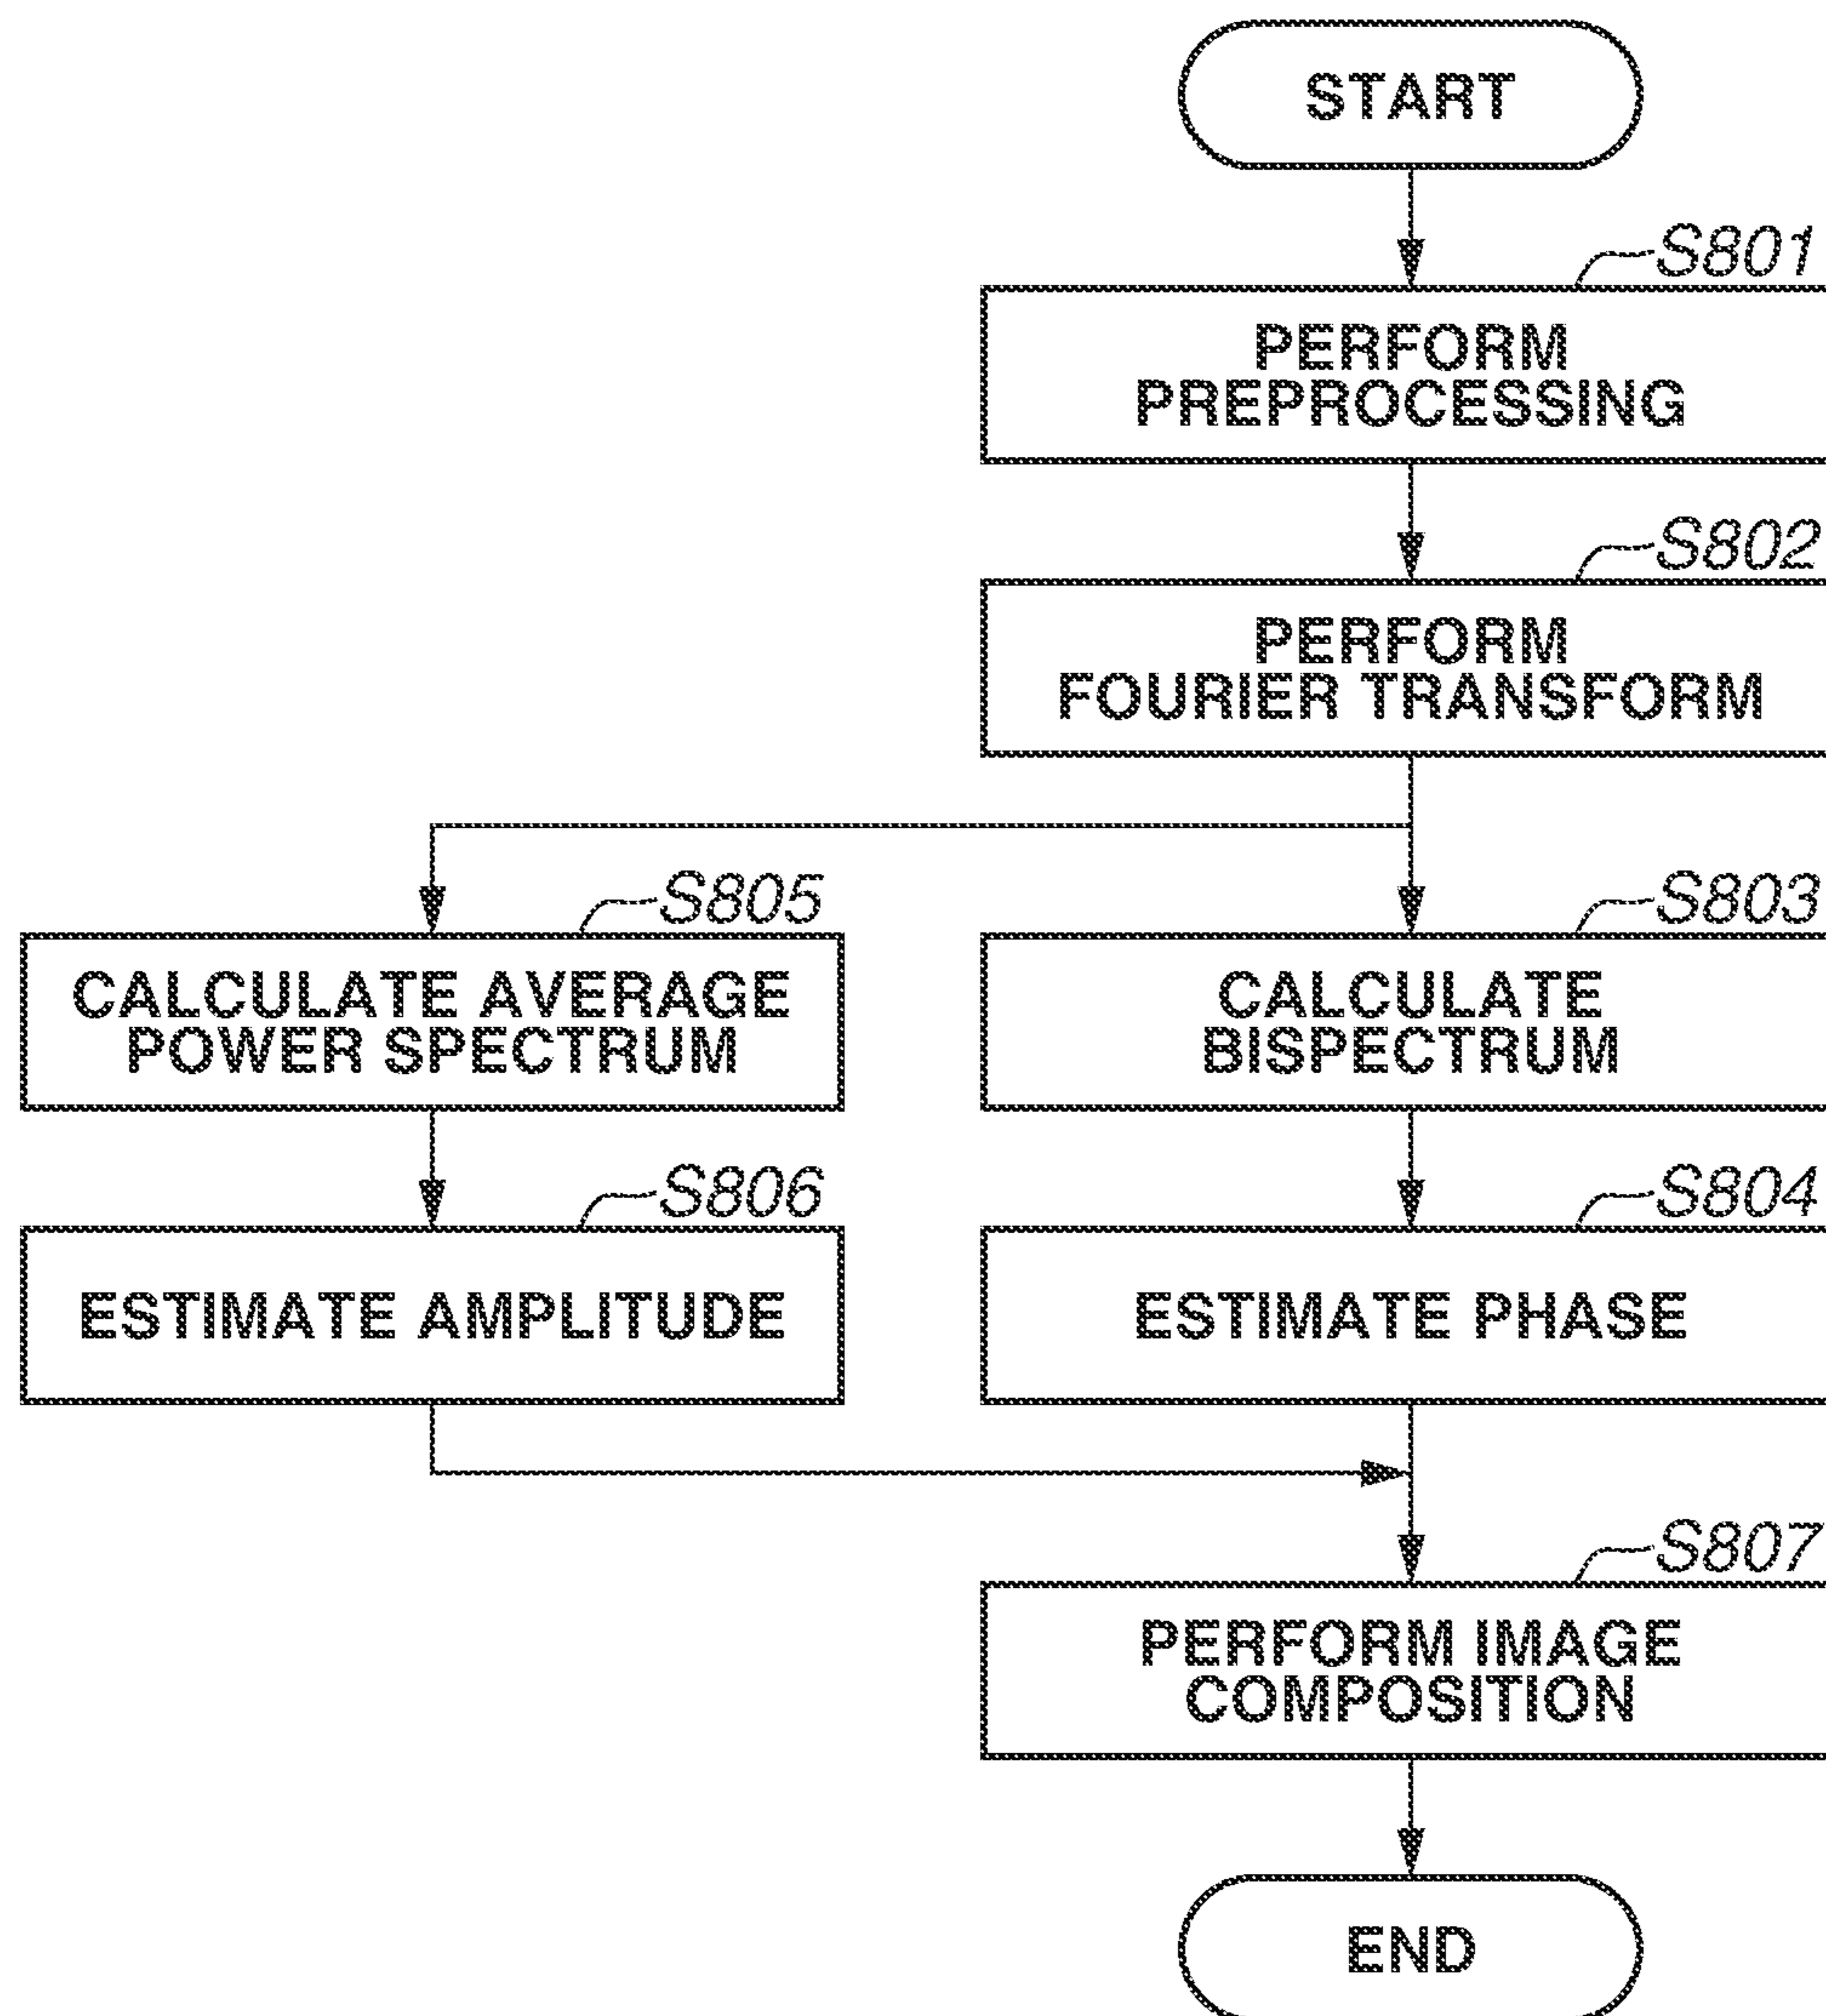 START
S801
PERFORM
PREPROCESSING
S802
PERFORM
FOURIER TRANSFORM
S805
CALCULATE AVERAGE
POWER SPECTRUM
S803
CALCULATE
BISPECTRUM
S806
ESTIMATE AMPLITUDE
S804
ESTIMATE PHASE
S807
PERFORM IMAGE
COMPOSITION
END